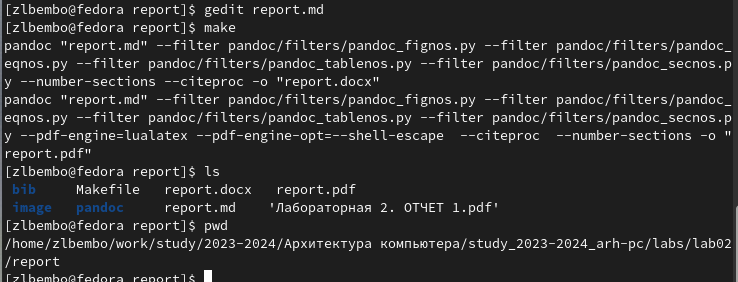 [zlbembo@fedora report]$ gedit report.md
[zlbembo@fedora report]$ make
pandoc "report.md" --filter pandoc/filters/pandoc_fignos.py --filter pandoc/filters/pandoc_
eqnos.py --filter pandoc/filters/pandoc_tablenos.py --filter pandoc/filters/pandoc_secnos.p
y --number-sections --citeproc -o "report.docx"
pandoc "report.md" --filter pandoc/filters/pandoc_fignos.py --filter pandoc/filters/pandoc_
eqnos.py --filter pandoc/filters/pandoc_tablenos.py --filter pandoc/filters/pandoc_secnos.p
y --pdf-engine=lualatex --pdf-engine-opt=--shell-escape  --citeproc  --number-sections -o "
report.pdf"
[zlbembo@fedora report]$ ls
bib     Makefile   report.docx   report.pdf
image   pandoc     report.md    'Лабораторная 2. ОТЧЕТ 1.pdf'
[zlbembo@fedora report]$ pwd
/home/zlbembo/work/study/2023-2024/Архитектура компьютера/study_2023-2024_arh-pc/labs/lab02
/report
[zlbembo@fedora report]$